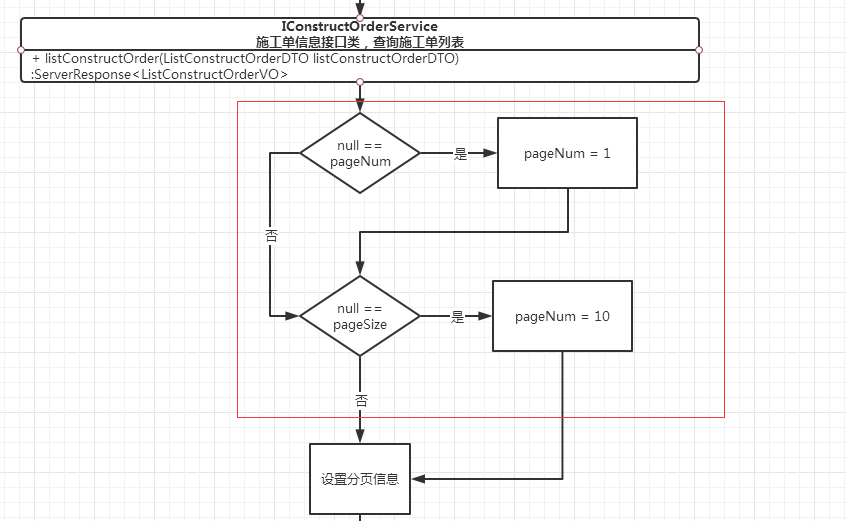 IConstructOrderService
施工单信息接口类，查询施工单列表
+ listConstructOrder(ListConstructOrderDTO listConstructOrderDTO)
:ServerResponse<ListConstructOrderVO>
null ==
pageNum
是
pageNum = 1
否
null ==
pageSize
是
pageNum = 10
否
设置分页信息